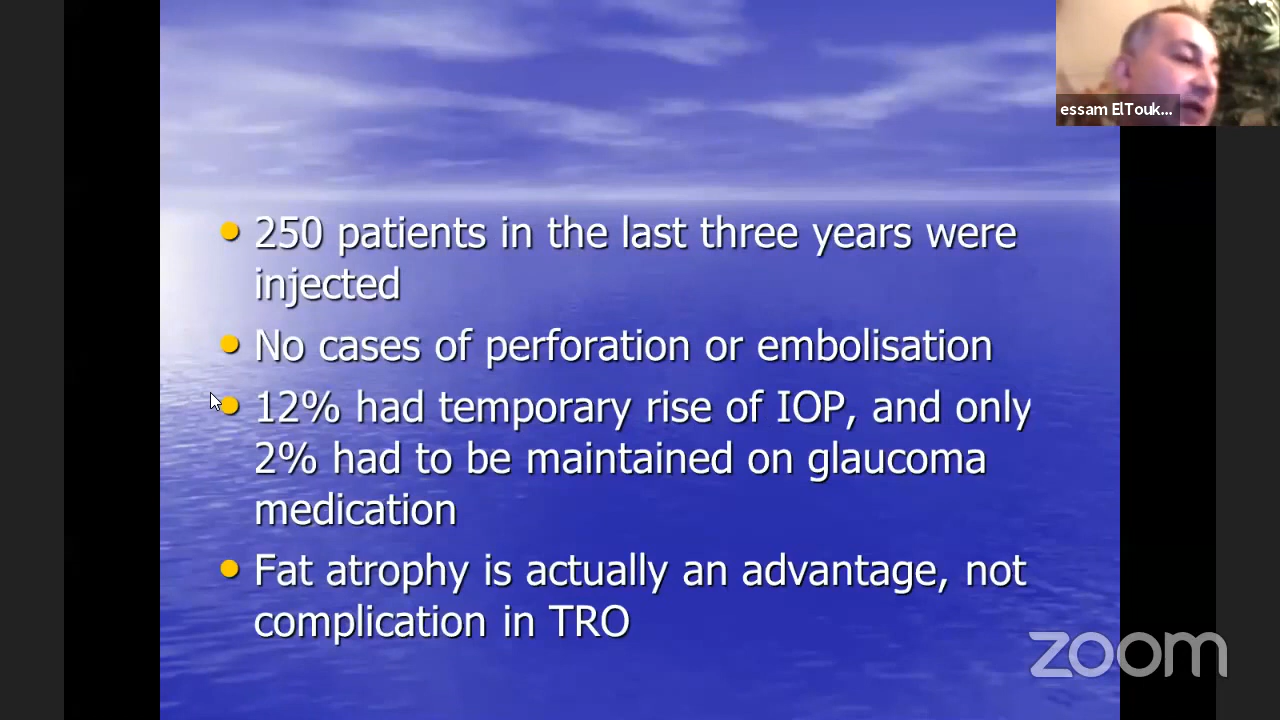 essam ElTouk...
• 250 patients in the last three years were
injected
• No cases of perforation or embolisation
• 12% had temporary rise of IOP, and only
2% had to be maintained on glaucoma
medication
• Fat atrophy is actually an advantage, not
complication in TRO
zoom